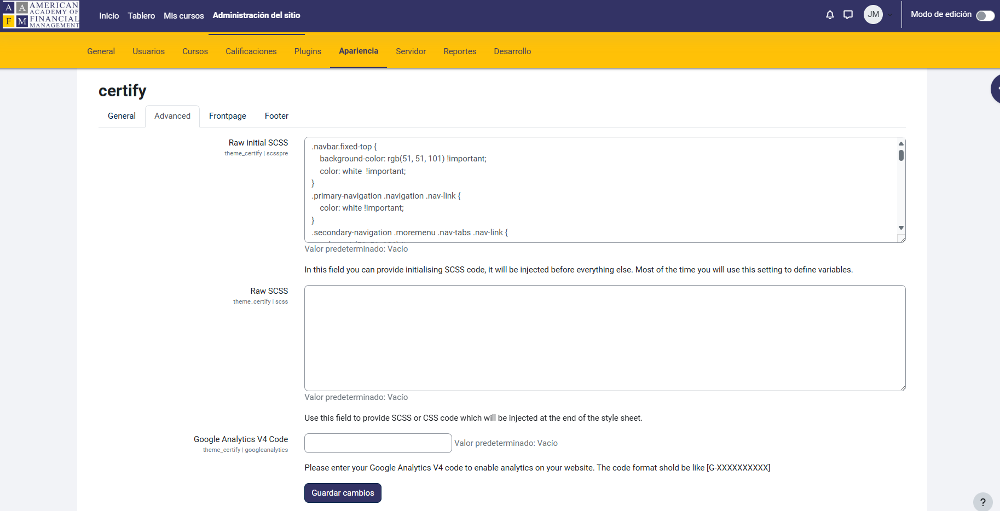 A A AMERICAN
ACADEMY OF
F M FINANCIAL
MANAGEMENT
Inicio Tablero Mis cursos Administración del sitio JM Modo de edición
General Usuarios Cursos Calificaciones Plugins Apariencia Servidor Reportes Desarrollo
certify
General Advanced Frontpage Footer
Raw initial SCSS
theme_certify | scsspre
.navbar.fixed-top {
background-color: rgb(51, 51, 101) !important;
color: white  !important;
}
.primary-navigation .navigation .nav-link {
color: white !important;
}
.secondary-navigation .moremenu .nav-tabs .nav-link {
Valor predeterminado: Vacío
In this field you can provide initialising SCSS code, it will be injected before everything else. Most of the time you will use this setting to define variables.
Raw SCSS
theme_certify | scss
Valor predeterminado: Vacío
Use this field to provide SCSS or CSS code which will be injected at the end of the style sheet.
Google Analytics V4 Code
theme_certify | googleanalytics
Valor predeterminado: Vacío
Please enter your Google Analytics V4 code to enable analytics on your website. The code format shold be like [G-XXXXXXXXXX]
Guardar cambios
?